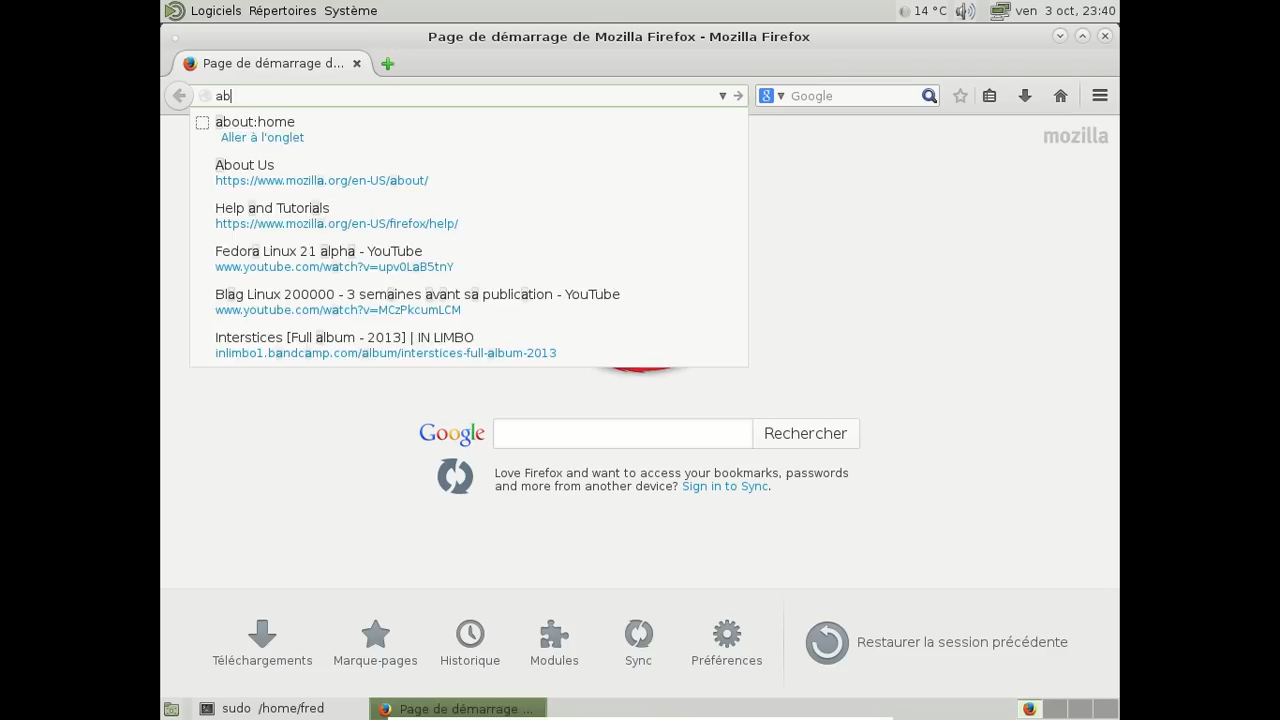 Logiciels Répertoires Système
14 °C
ven 3 oct, 23:40
Page de démarrage de Mozilla Firefox - Mozilla Firefox
Page de démarrage d...
ab
Google
about:home
Aller à l'onglet
mozilla
About Us
https://www.mozilla.org/en-US/about/
Help and Tutorials
https://www.mozilla.org/en-US/firefox/help/
Fedora Linux 21 alpha - YouTube
www.youtube.com/watch?v=upv0LaB5tnY
Blag Linux 200000 - 3 semaines avant sa publication - YouTube
www.youtube.com/watch?v=MCzPkcumLCM
Interstices [Full album - 2013] | IN LIMBO
inlimbo1.bandcamp.com/album/interstices-full-album-2013
Google
Rechercher
Love Firefox and want to access your bookmarks, passwords
and more from another device? Sign in to Sync.
Téléchargements
Marque-pages
Historique
Modules
Sync
Préférences
Restaurer la session précédente
sudo /home/fred
Page de démarrage ...